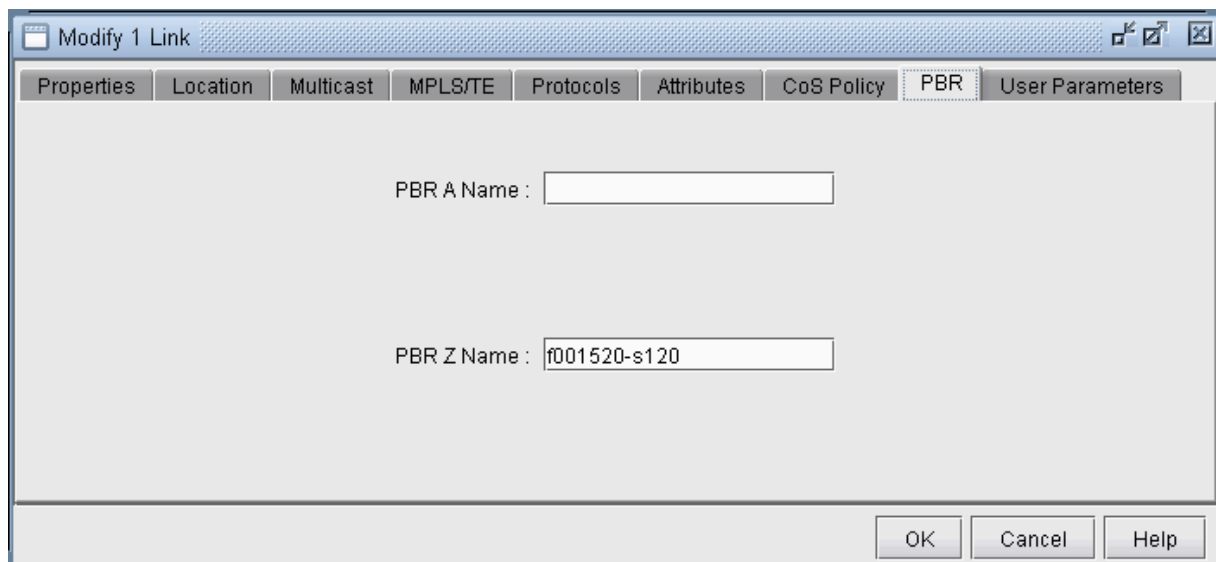 Modify 1 Link
Properties Location Multicast MPLS/TE Protocols Attributes CoS Policy PBR User Parameters
PBR A Name :
PBR Z Name : f001520-s120
OK Cancel Help